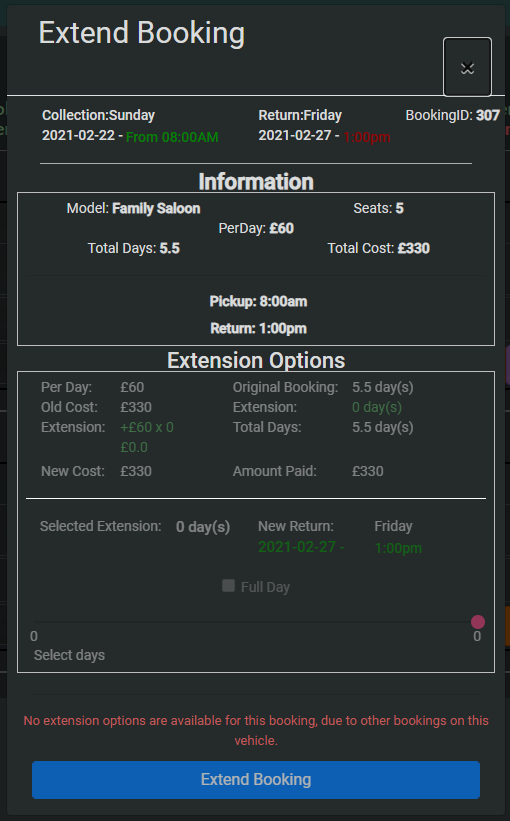 Extend Booking
×
Collection:Sunday Return:Friday BookingID: 307
2021-02-22 - From 08:00AM 2021-02-27 - 1:00pm
Information
Model: Family Saloon Seats: 5
PerDay: £60
Total Days: 5.5 Total Cost: £330
Pickup: 8:00am
Return: 1:00pm
Extension Options
Per Day: £60 Original Booking: 5.5 day(s)
Old Cost: £330 Extension: 0 day(s)
Extension: +£60 x 0 Total Days: 5.5 day(s)
£0.0
New Cost: £330 Amount Paid: £330
Selected Extension: 0 day(s) New Return: Friday
2021-02-27 - 1:00pm
Full Day
0 0
Select days
No extension options are available for this booking, due to other bookings on this
vehicle.
Extend Booking